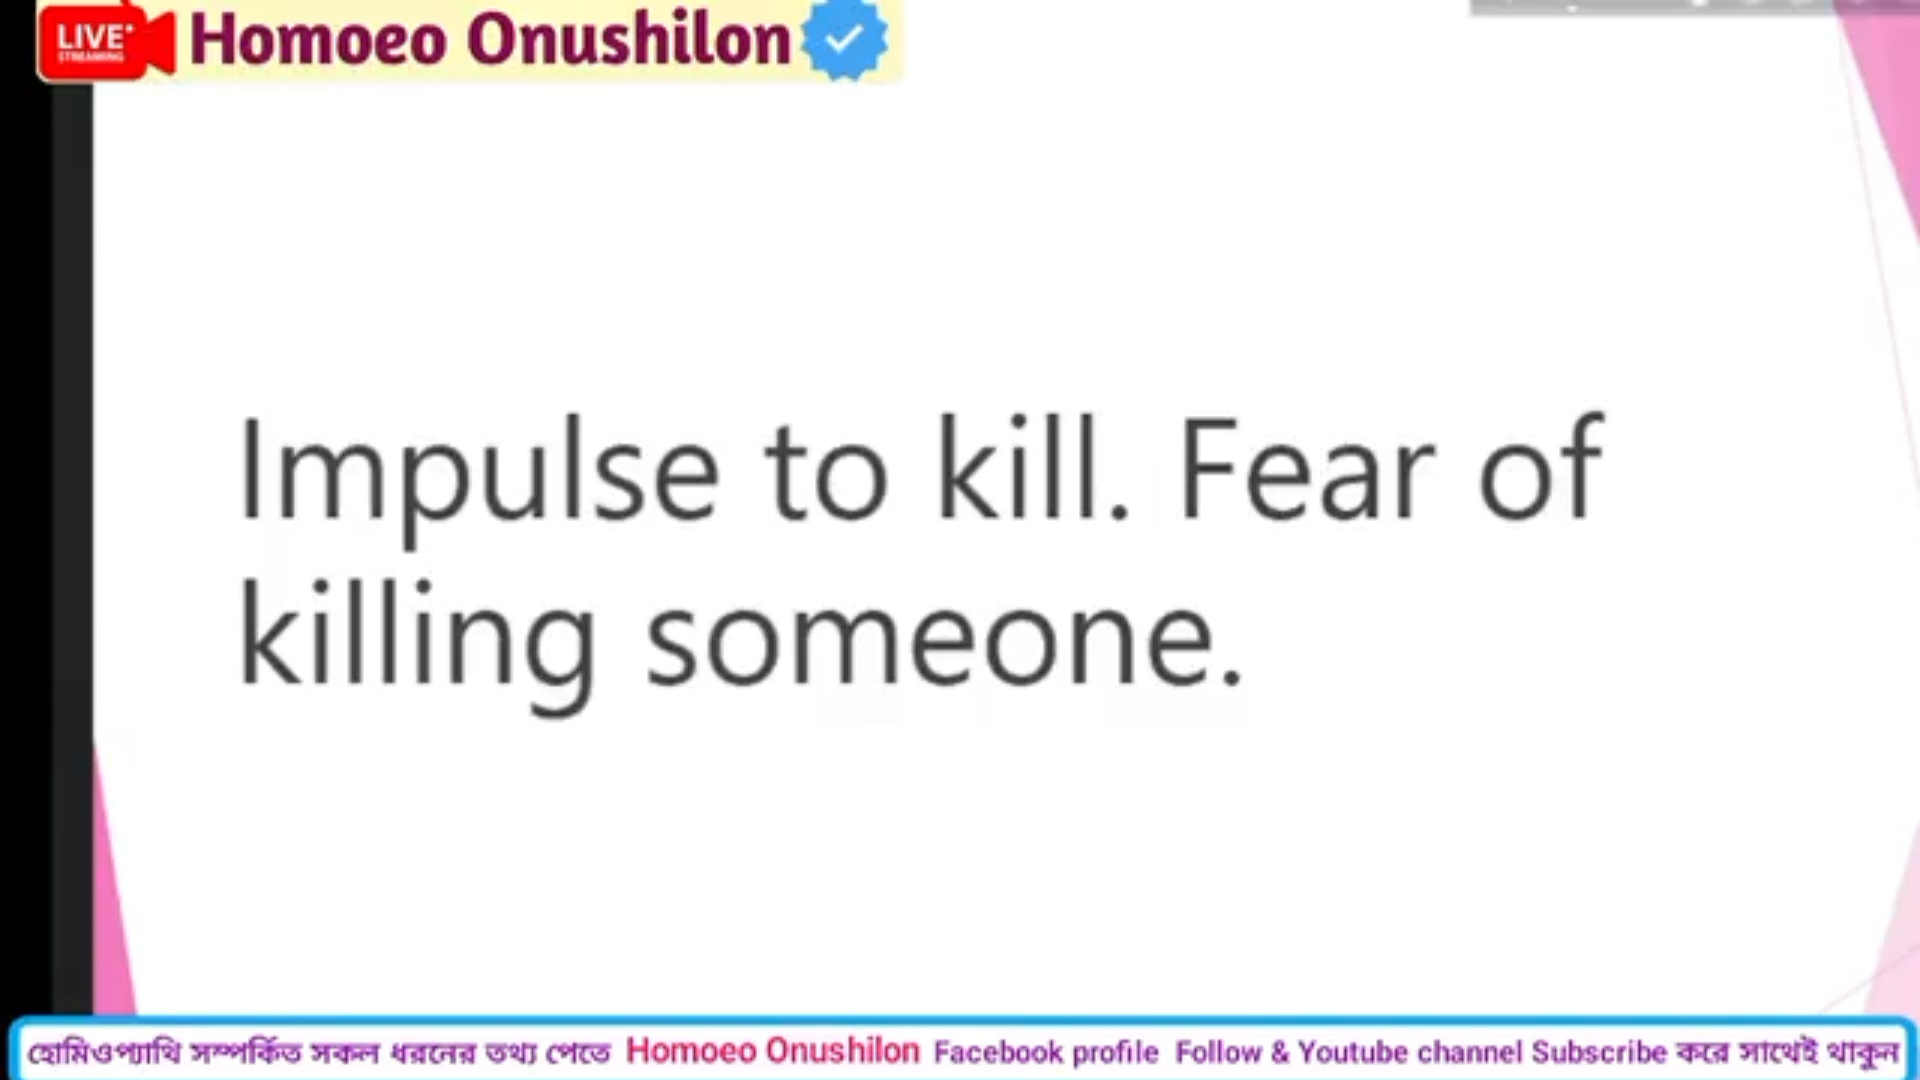 LIVE
STREAMING
Homoeo Onushilon
Impulse to kill. Fear of
killing someone.
হোমিওপ্যাথি সম্পর্কিত সকল ধরনের তথ্য পেতে Homoeo Onushilon Facebook profile Follow & Youtube channel Subscribe করে সাথেই থাকুন